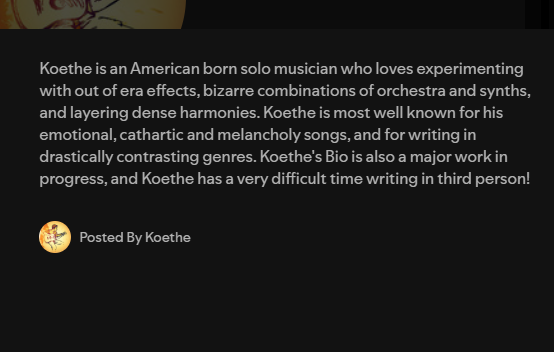 Koethe is an American born solo musician who loves experimenting
with out of era effects, bizarre combinations of orchestra and synths,
and layering dense harmonies. Koethe is most well known for his
emotional, cathartic and melancholy songs, and for writing in
drastically contrasting genres. Koethe's Bio is also a major work in
progress, and Koethe has a very difficult time writing in third person!
Posted By Koethe